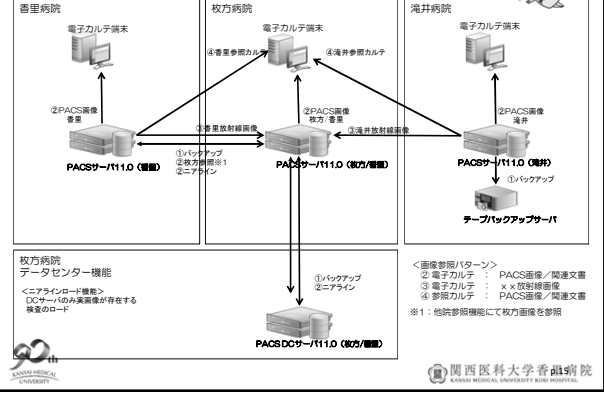 香里病院
枚方病院
滝井病院
電子カルテ端末
電子カルテ端末
電子カルテ端末
④香里参照カルテ
④滝井参照カルテ
②PACS画像
香里
②PACS画像
枚方/香里
②PACS画像
滝井
③香里放射線画像
③滝井放射線画像
PACSサーバ11.0（香里）
PACSサーバ11.0（枚方/香里）
PACSサーバ11.0（滝井）
①バックアップ
②枚方参照※1
②ニアライン
①バックアップ
テープバックアップサーバ
枚方病院
データセンター機能
＜ニアラインロード機能＞
DCサーバのみ実画像が存在する
検査のロード
①バックアップ
②ニアライン
PACS DCサーバ11.0（枚方/香里）
＜画像参照パターン＞
②電子カルテ ： PACS画像／関連文書
③電子カルテ ： ××放射線画像
④参照カルテ ： PACS画像／関連文書
※1：他院参照機能にて枚方画像を参照
90th
KANSAI MEDICAL
UNIVERSITY
関西医科大学香里病院
KANSAI MEDICAL UNIVERSITY KORI HOSPITAL
p.15